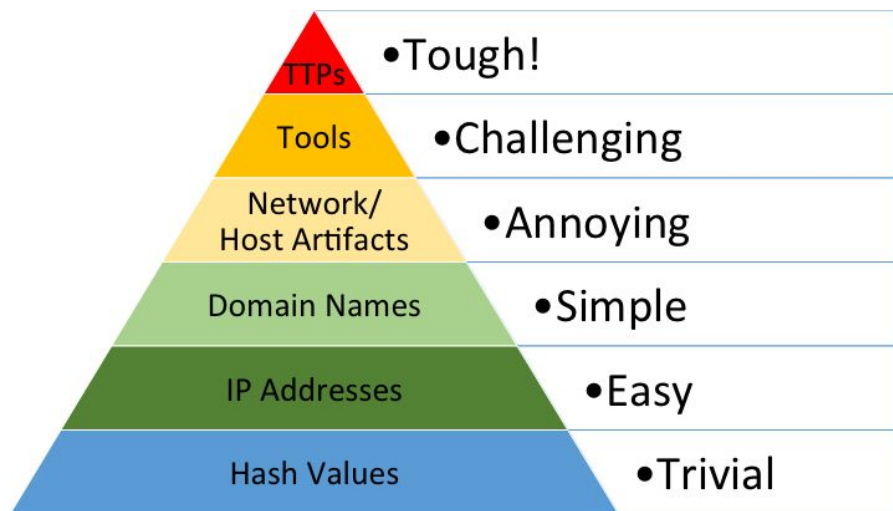 TTPs
•Tough!
Tools
•Challenging
Network/
Host Artifacts
•Annoying
Domain Names
•Simple
IP Addresses
•Easy
Hash Values
•Trivial